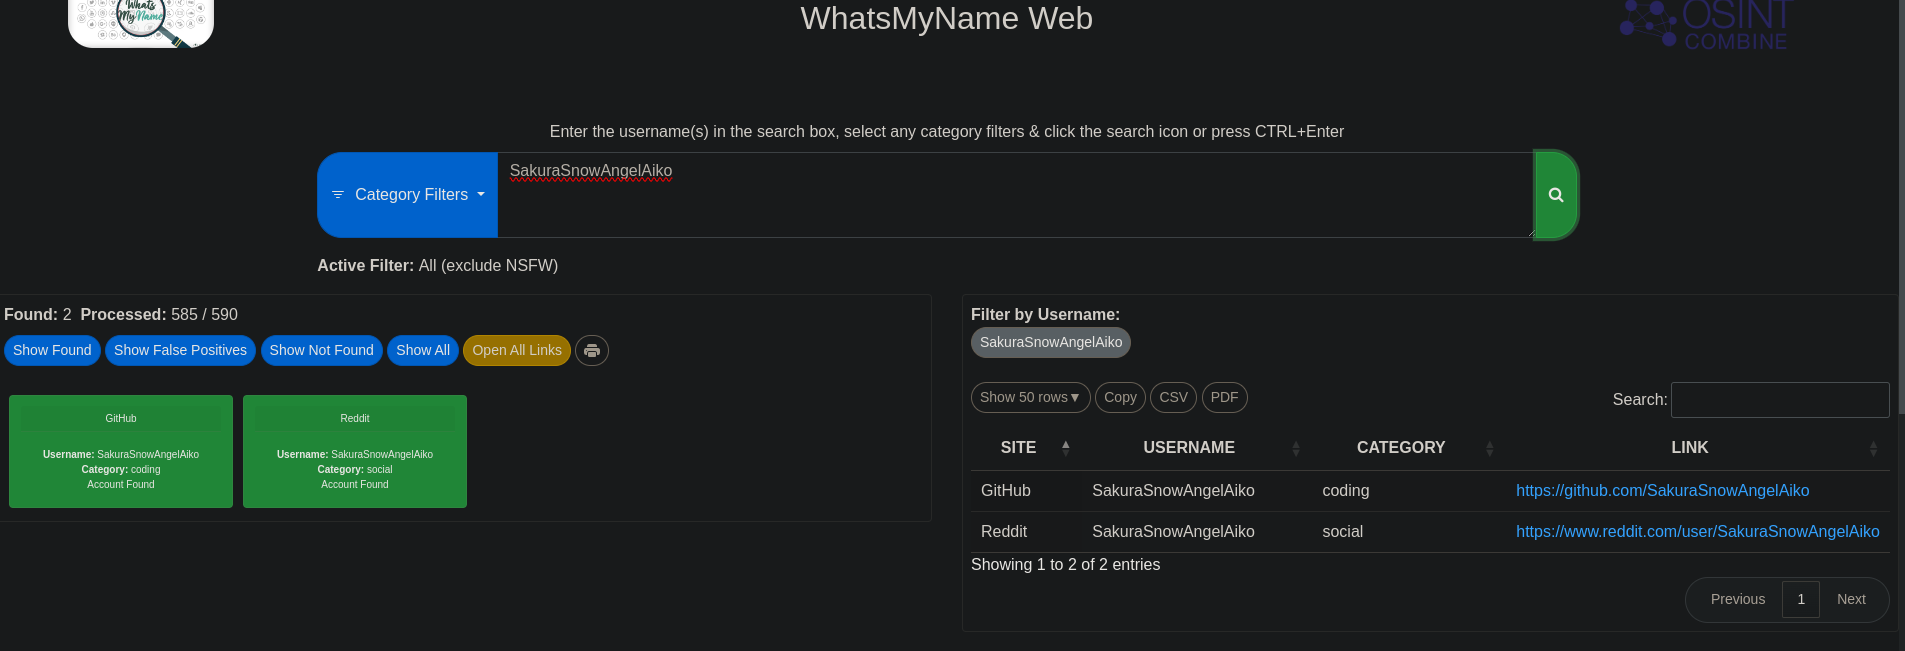 Whats
MyName
WhatsMyName Web
OSINT
COMBINE
Enter the username(s) in the search box, select any category filters & click the search icon or press CTRL+Enter
Category Filters
SakuraSnowAngelAiko
Active Filter: All (exclude NSFW)
Found: 2 Processed: 585 / 590
Show Found Show False Positives Show Not Found Show All Open All Links
GitHub
Username: SakuraSnowAngelAiko
Category: coding
Account Found
Reddit
Username: SakuraSnowAngelAiko
Category: social
Account Found
Filter by Username:
SakuraSnowAngelAiko
Show 50 rows▼ Copy CSV PDF
Search:
SITE USERNAME CATEGORY LINK
GitHub SakuraSnowAngelAiko coding https://github.com/SakuraSnowAngelAiko
Reddit SakuraSnowAngelAiko social https://www.reddit.com/user/SakuraSnowAngelAiko
Showing 1 to 2 of 2 entries
Previous 1 Next